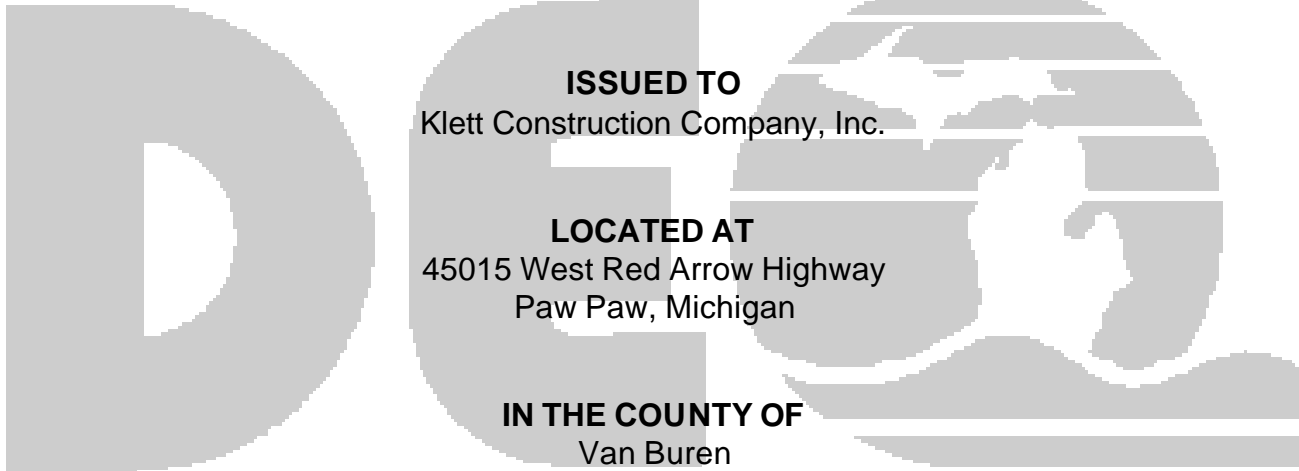 DEQ
ISSUED TO
Klett Construction Company, Inc.
LOCATED AT
45015 West Red Arrow Highway
Paw Paw, Michigan
IN THE COUNTY OF
Van Buren